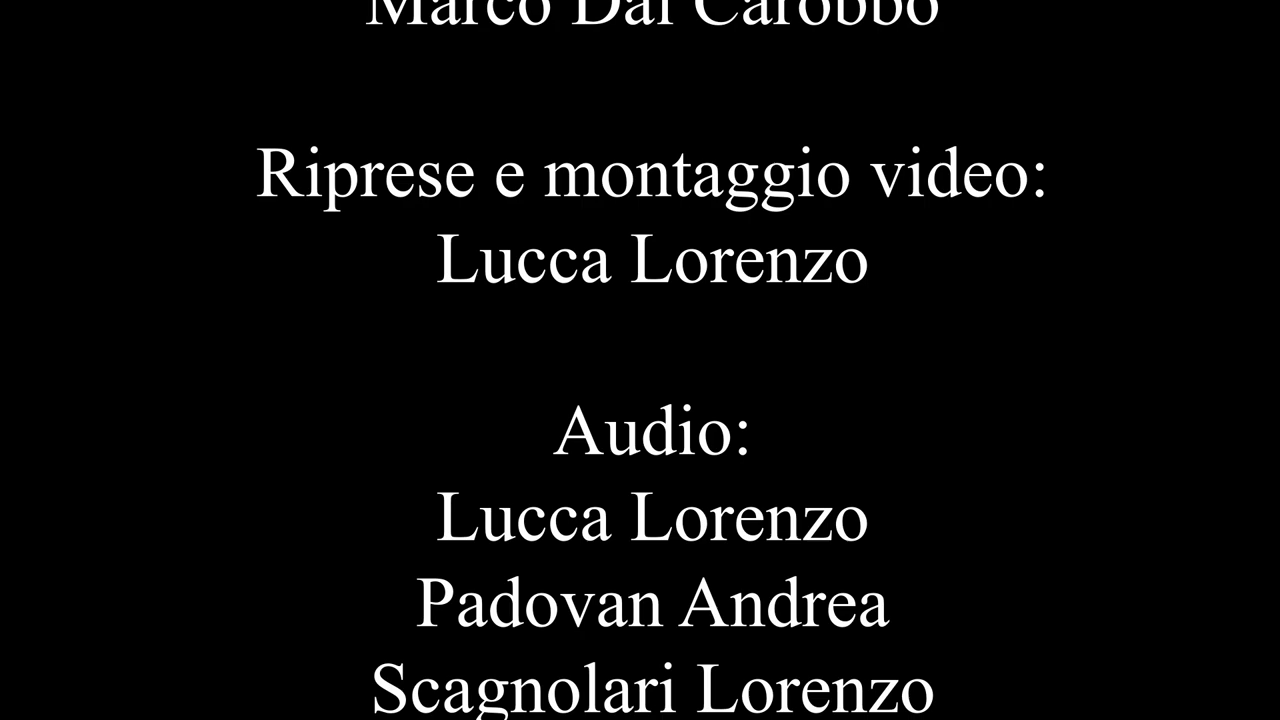 Marco Dal Carobbo
Riprese e montaggio video:
Lucca Lorenzo
Audio:
Lucca Lorenzo
Padovan Andrea
Scagnolari Lorenzo